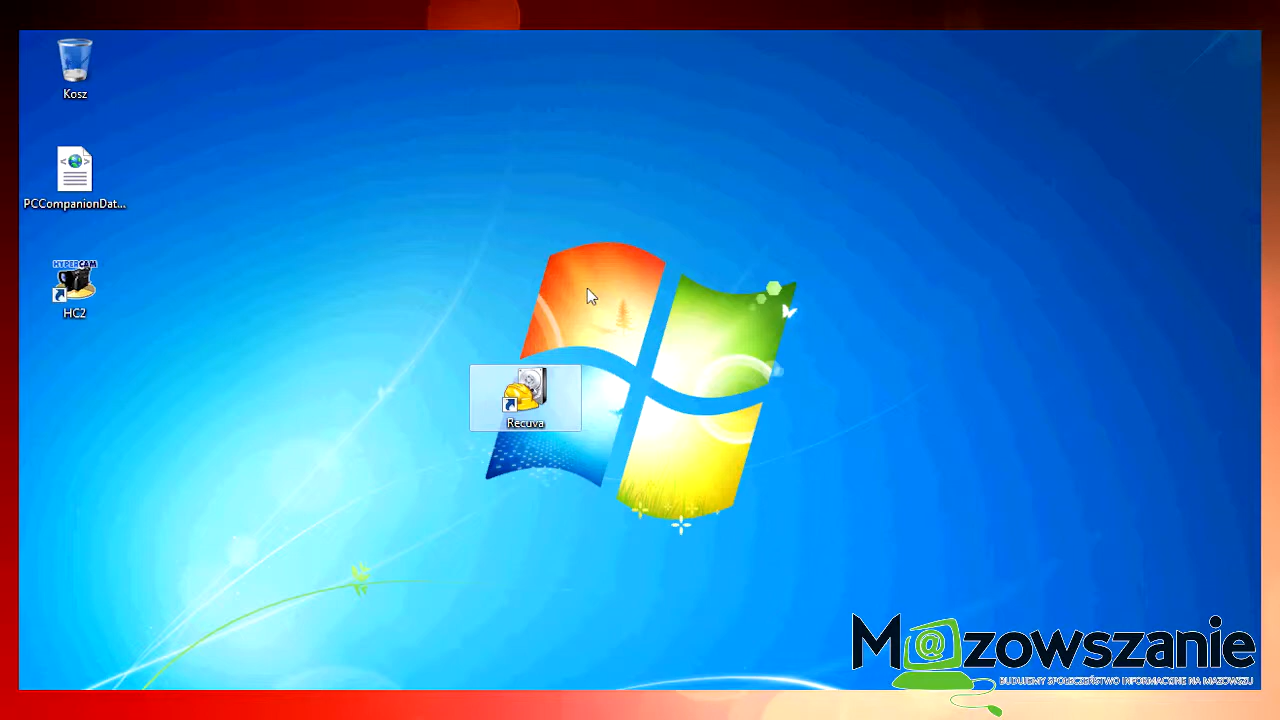 Kosz
PCCompanionDat...
HYPERCAM
HC2
Recuva
M@zowszanie
BUDUJEMY SPOŁECZEŃSTWO INFORMACYJNE NA MAZOWSZU